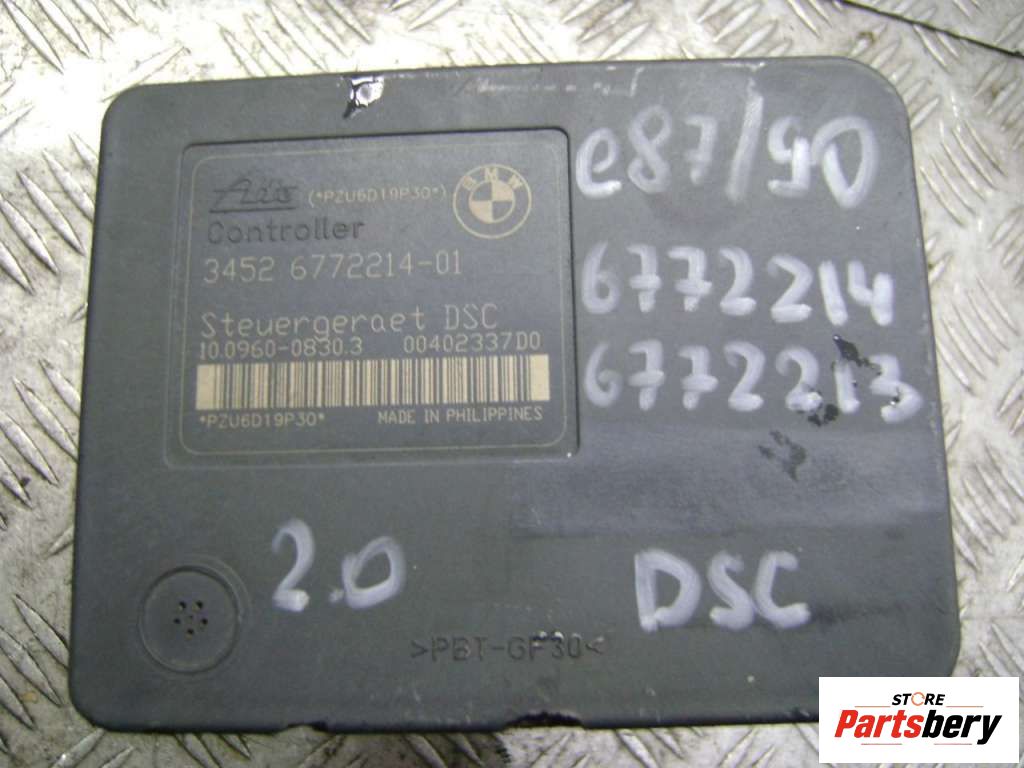 Ate (*PZU6D19P30*) BMW
Controller
3452 6772214-01
Steuergeraet DSC
10.0960-0830.3 00402337D0
*PZU6D19P30* MADE IN PHILIPPINES
e87/90
6772214
6772213
2.0
DSC
>PBT-GF30<
STORE
Partsbery